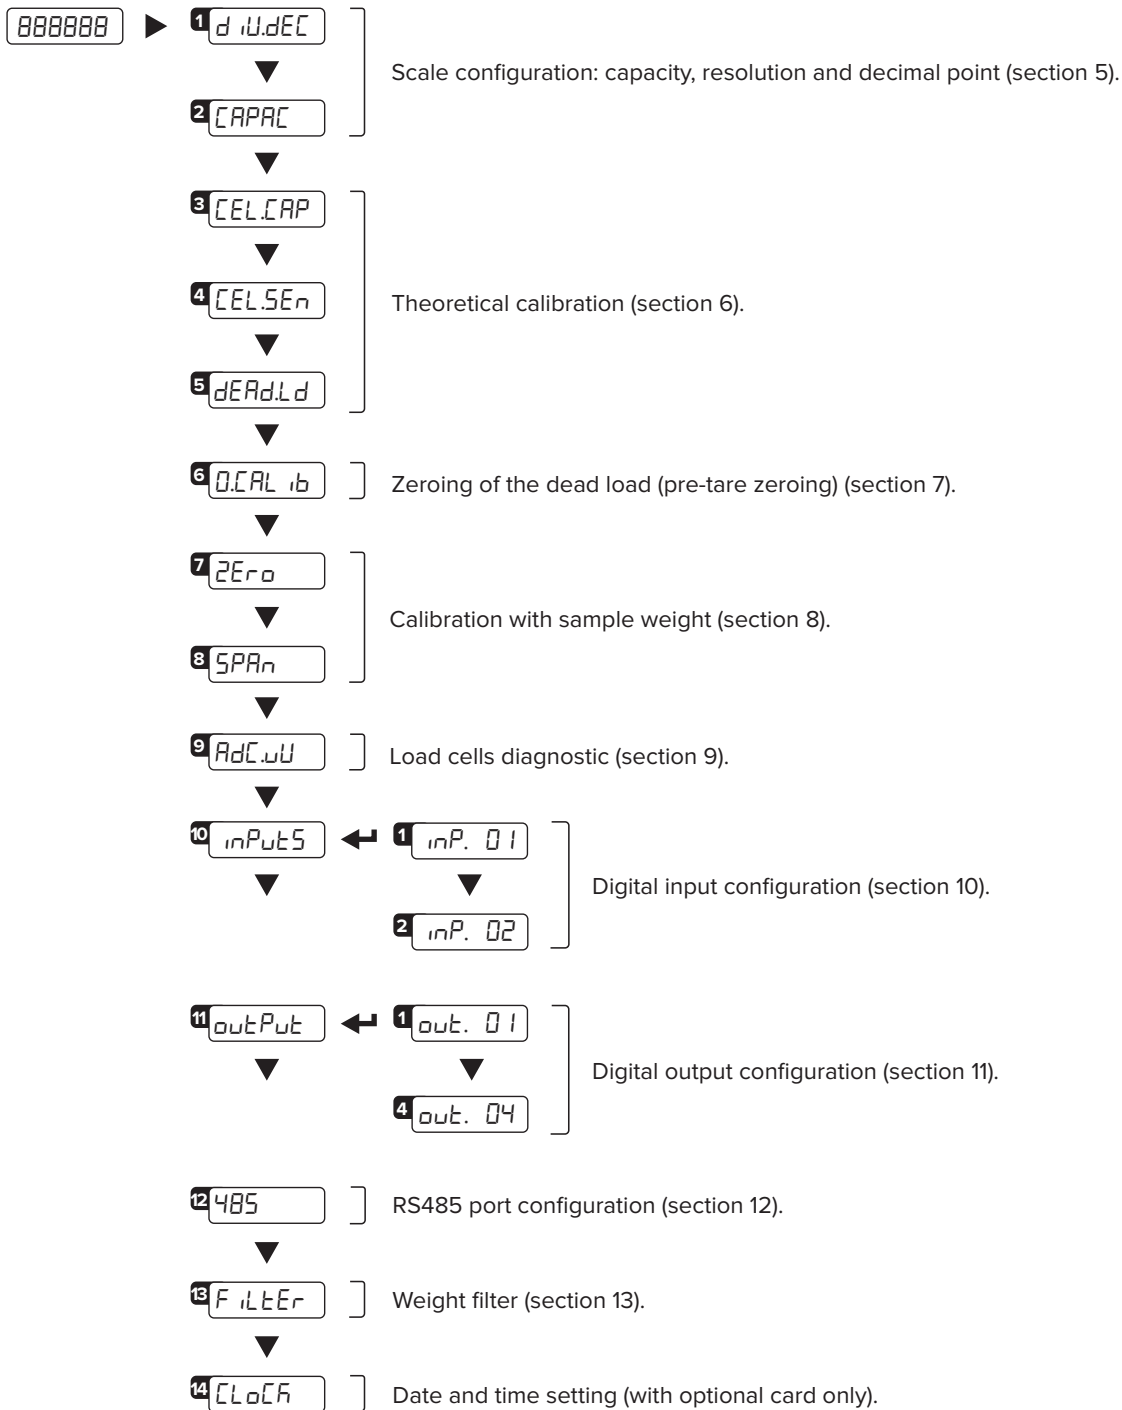 888888
1 diU.dEC
Scale configuration: capacity, resolution and decimal point (section 5).
2 CAPAC
3 CEL.CAP
4 CEL.SEn
Theoretical calibration (section 6).
5 dEAd.Ld
6 0.CALib
Zeroing of the dead load (pre-tare zeroing) (section 7).
7 ZEro
Calibration with sample weight (section 8).
8 SPAn
9 AdC.uU
Load cells diagnostic (section 9).
10 inPutS
1 inP. 01
Digital input configuration (section 10).
2 inP. 02
11 outPut
1 out. 01
Digital output configuration (section 11).
4 out. 04
12 485
RS485 port configuration (section 12).
13 FiLtEr
Weight filter (section 13).
14 CLoCK
Date and time setting (with optional card only).